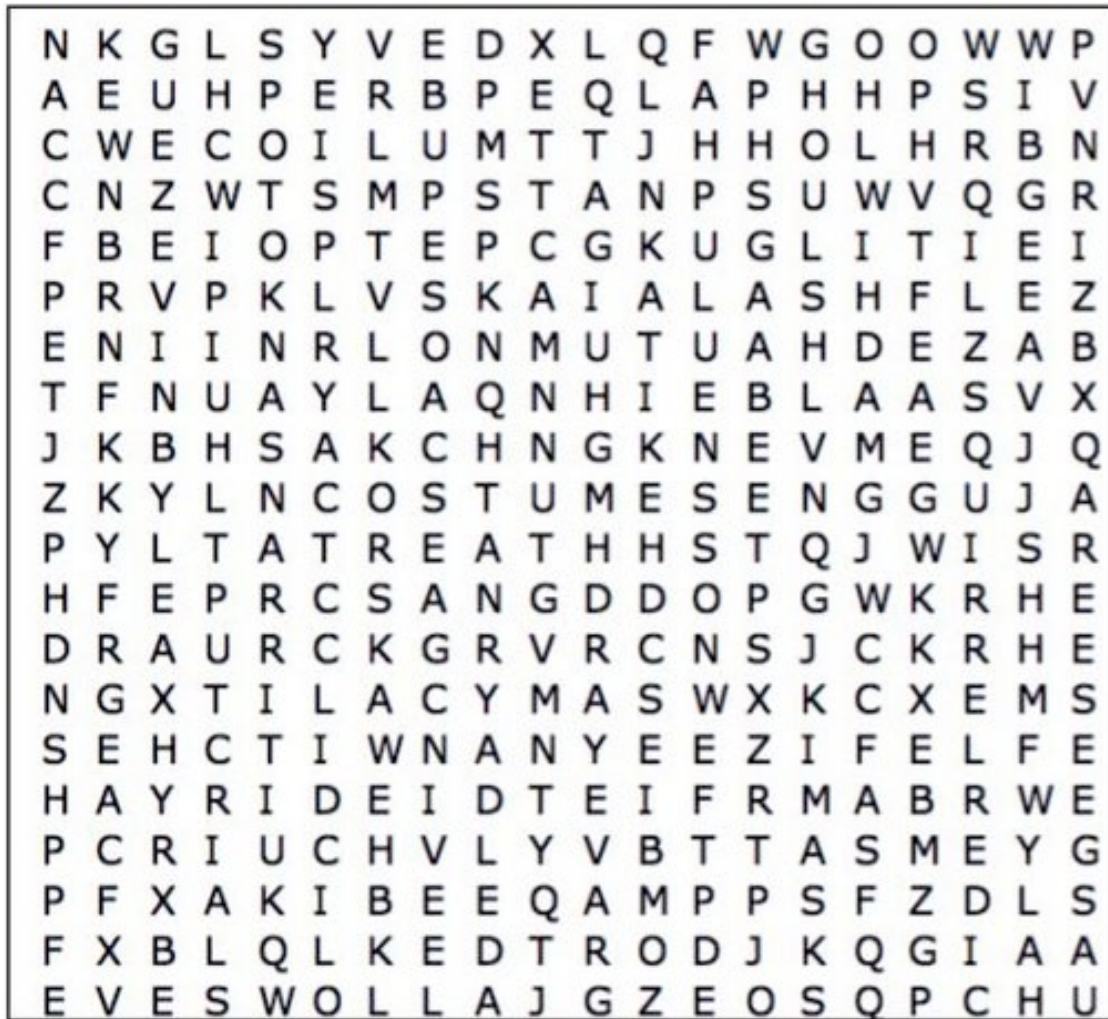 N K G L S Y V E D X L Q F W G O O W W P
A E U H P E R B P E Q L A P H H P S I V
C W E C O I L U M T T J H H O L H R B N
C N Z W T S M P S T A N P S U W V Q G R
F B E I O P T E P C G K U G L I T I E I
P R V P K L V S K A I A L A S H F L E Z
E N I I N R L O N M U T U A H D E Z A B
T F N U A Y L A Q N H I E B L A A S V X
J K B H S A K C H N G K N E V M E Q J Q
Z K Y L N C O S T U M E S E N G G U J A
P Y L T A T R E A T H H S T Q J W I S R
H F E P R C S A N G D D O P G W K R H E
D R A U R C K G R V R C N S J C K R H E
N G X T I L A C Y M A S W X K C X E M S
S E H C T I W N A N Y E E Z I F E L F E
H A Y R I D E I D T E I F R M A B R W E
P C R I U C H V L Y V B T T A S M E Y G
P F X A K I B E E Q A M P P S F Z D L S
F X B L Q L K E D T R O D J K Q G I A A
E V E S W O L L A J G Z E O S Q P C H U